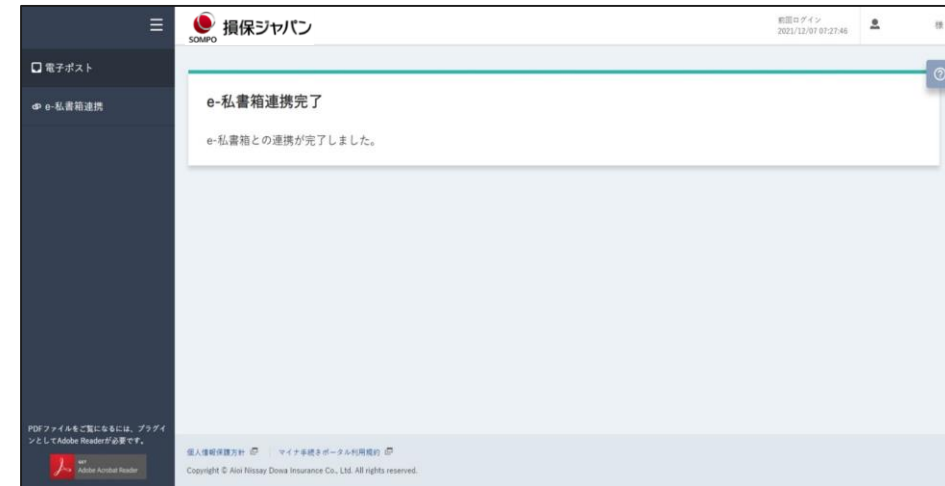 SOMPO
損保ジャパン
前回ログイン
2021/12/07 07:27:46
様
電子ポスト
e-私書箱連携
e-私書箱連携完了
e-私書箱との連携が完了しました。
PDFファイルをご覧になるには、プラグイ
ンとしてAdobe Readerが必要です。
GET
Adobe Acrobat Reader
個人情報保護方針
マイナ手続きポータル利用規約
Copyright © Aioi Nissay Dowa Insurance Co., Ltd. All rights reserved.